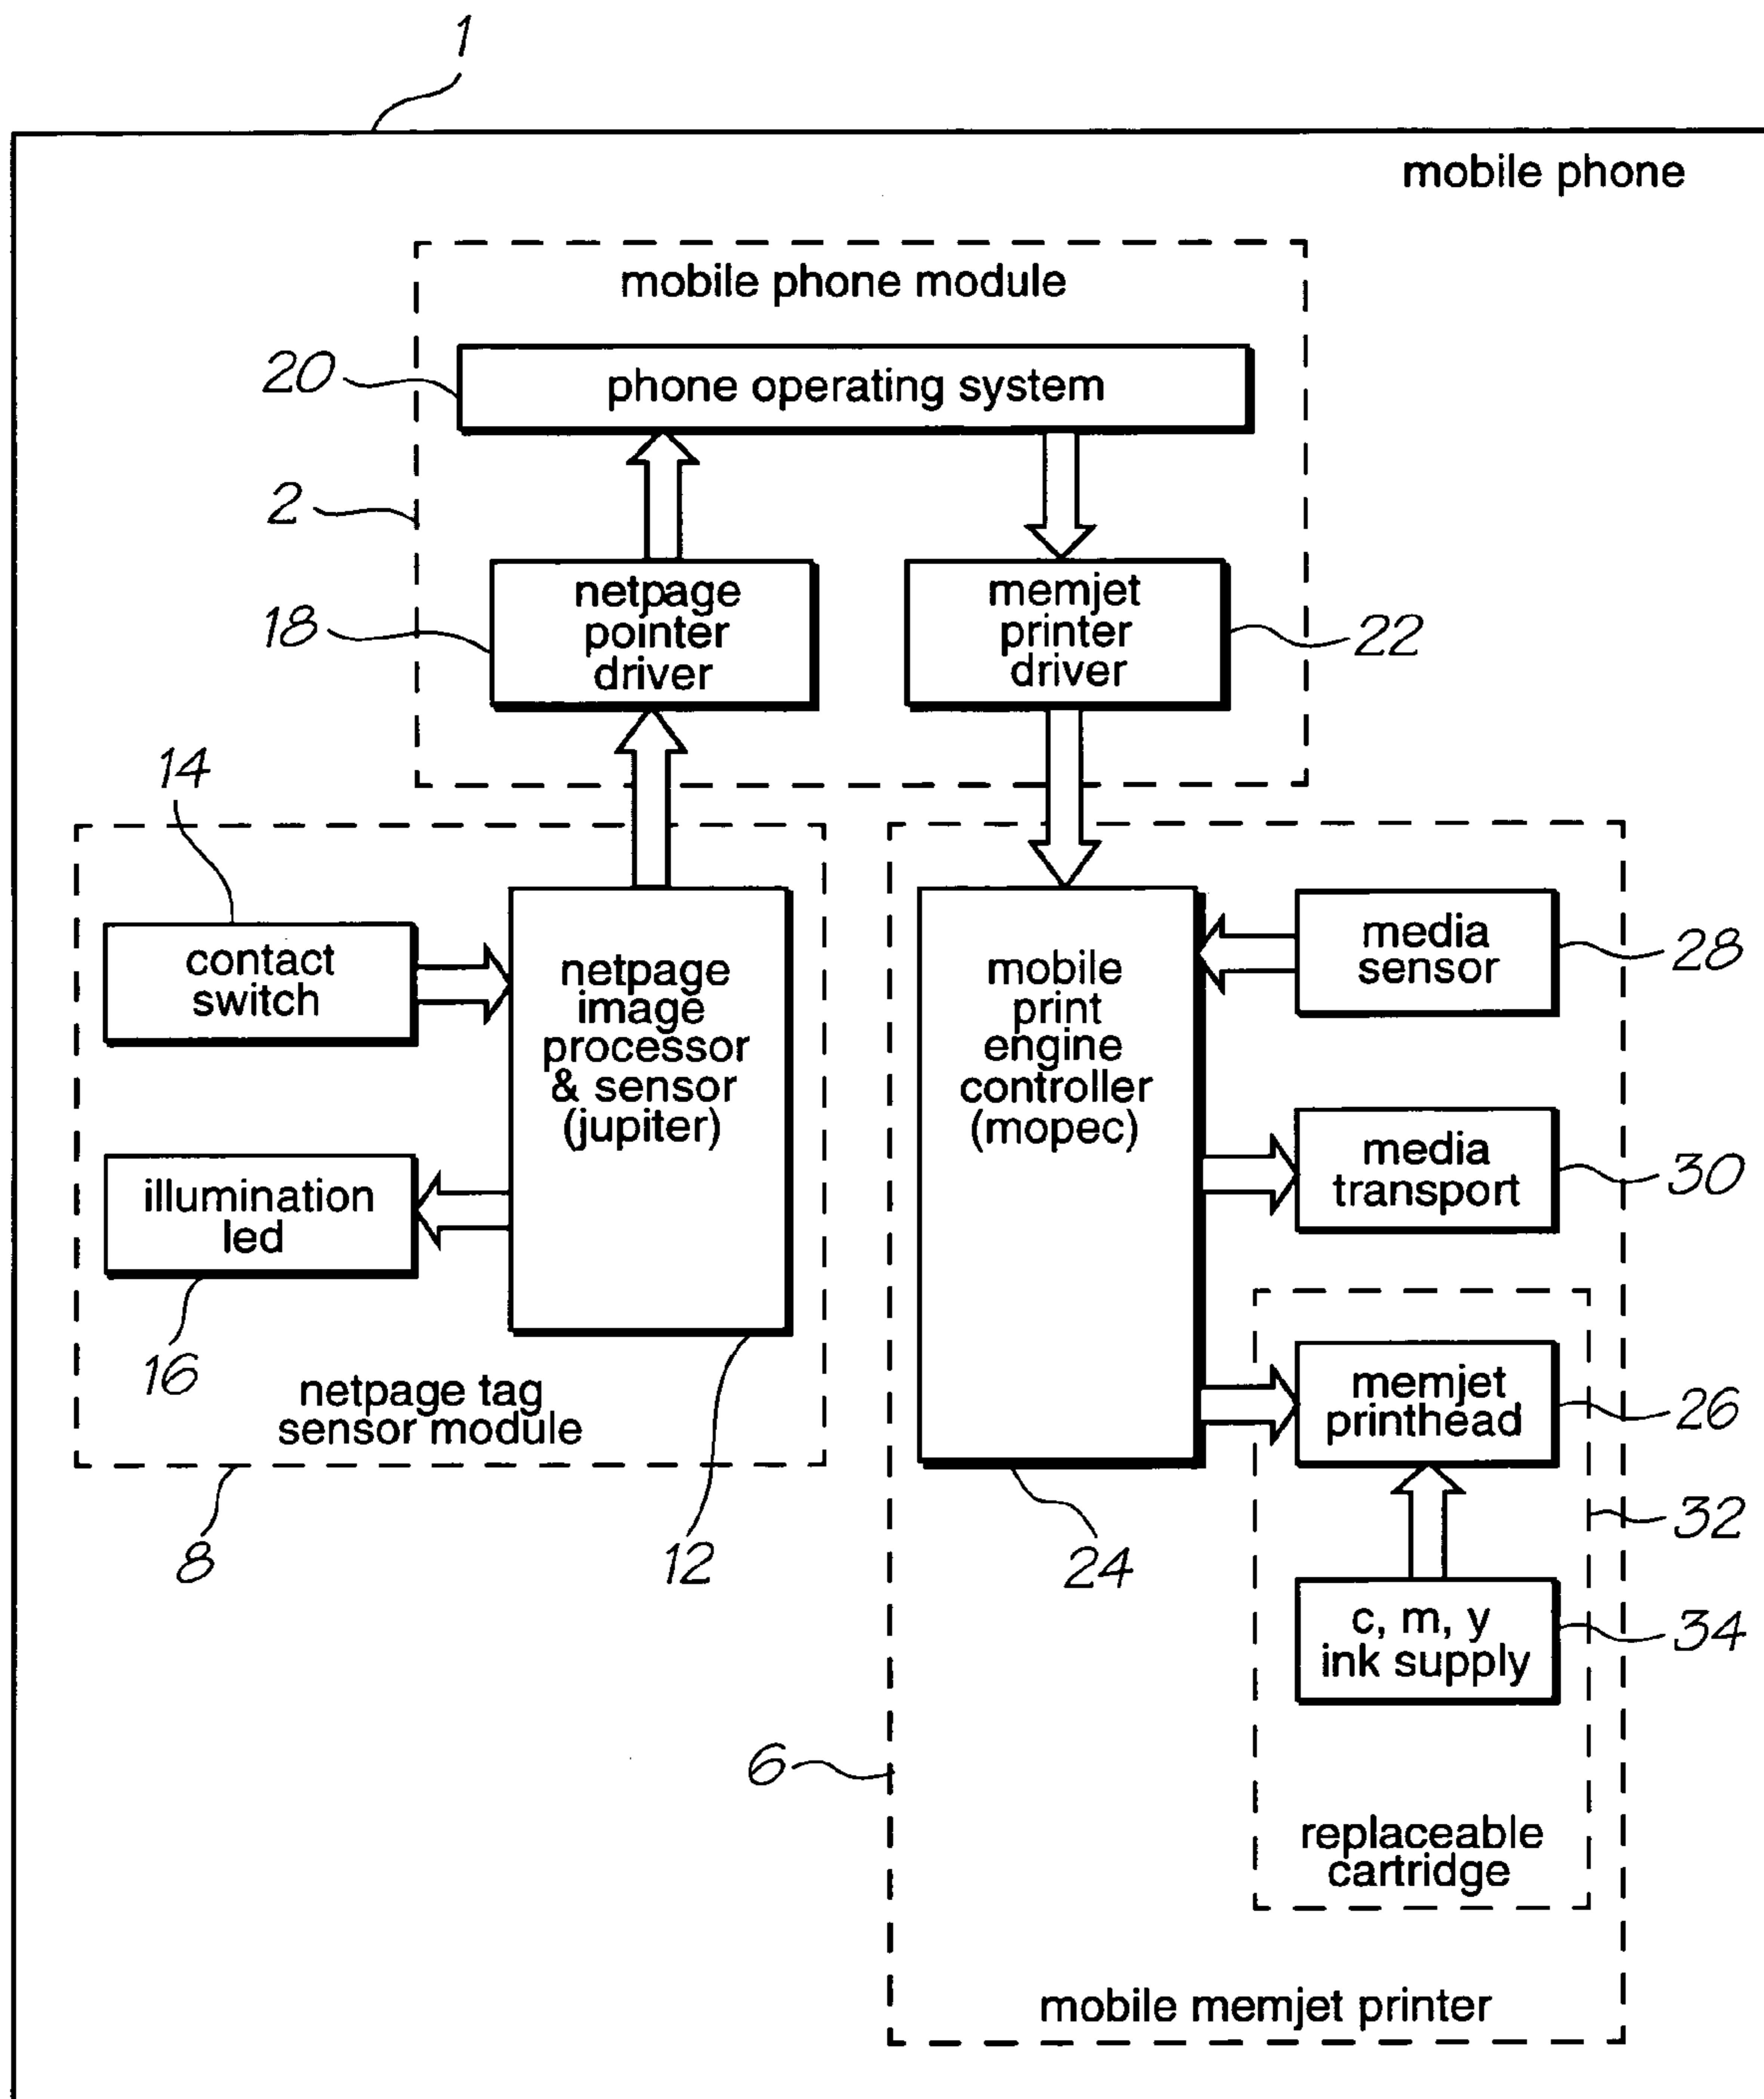 1
mobile phone
mobile phone module
20
phone operating system
2
18
netpage
pointer
driver
memjet
printer
driver
22
14
contact
switch
netpage
image
processor
& sensor
(jupiter)
illumination
led
16
netpage tag
sensor module
8
12
mobile
print
engine
controller
(mopec)
media
sensor
28
media
transport
30
memjet
printhead
26
32
24
c, m, y
ink supply
34
6
replaceable
cartridge
mobile memjet printer